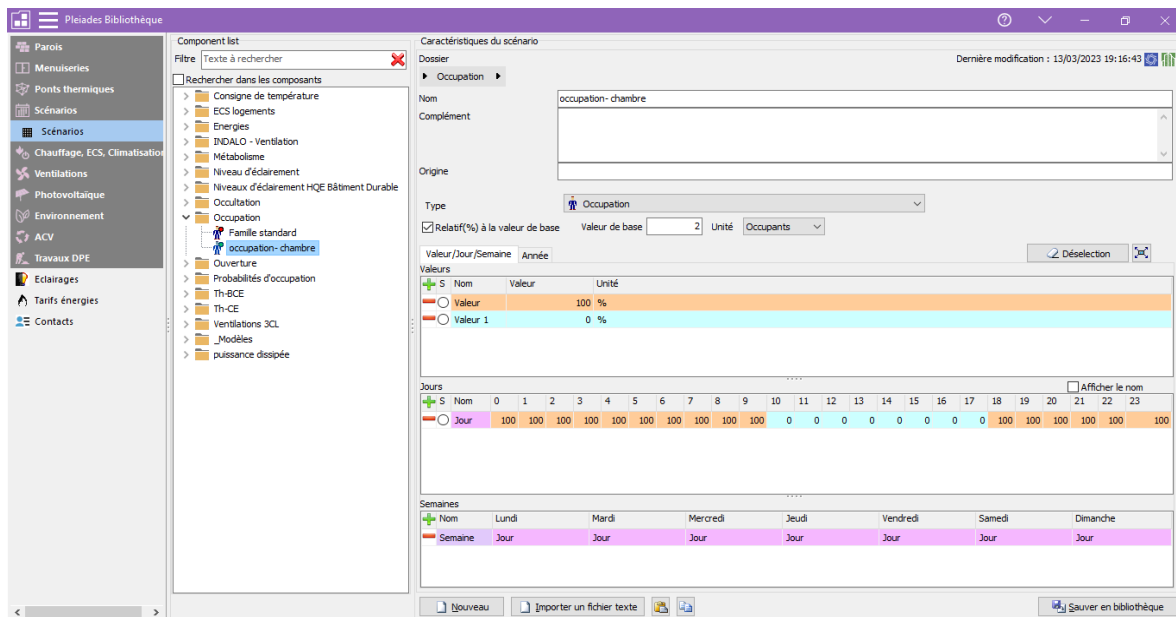 Pleiades Bibliothèque
Parois
Menuiseries
Ponts thermiques
Scénarios
Scénarios
Chauffage, ECS, Climatisation
Ventilations
Photovoltaïque
Environnement
ACV
Travaux DPE
Eclairages
Tarifs énergies
Contacts
Component list
Filtre Texte à rechercher
Rechercher dans les composants
Consigne de température
ECS logements
Energies
INDALO - Ventilation
Métabolisme
Niveau d'éclairement
Niveaux d'éclairement HQE Bâtiment Durable
Occultation
Occupation
Famille standard
occupation- chambre
Ouverture
Probabilités d'occupation
Th-BCE
Th-CE
Ventilations 3CL
_Modèles
puissance dissipée
Caractéristiques du scénario
Dossier
Dernière modification : 13/03/2023 19:16:43
Occupation
Nom occupation- chambre
Complément
Origine
Type Occupation
Relatif(%) à la valeur de base Valeur de base 2 Unité Occupants
Valeur/Jour/Semaine Année Déselection
Valeurs
S Nom Valeur Unité
Valeur 100 %
Valeur 1 0 %
Jours Afficher le nom
S Nom 0 1 2 3 4 5 6 7 8 9 10 11 12 13 14 15 16 17 18 19 20 21 22 23
Jour 100 100 100 100 100 100 100 100 100 100 0 0 0 0 0 0 0 0 100 100 100 100 100 100
Semaines
Nom Lundi Mardi Mercredi Jeudi Vendredi Samedi Dimanche
Semaine Jour Jour Jour Jour Jour Jour Jour
Nouveau Importer un fichier texte Sauver en bibliothèque